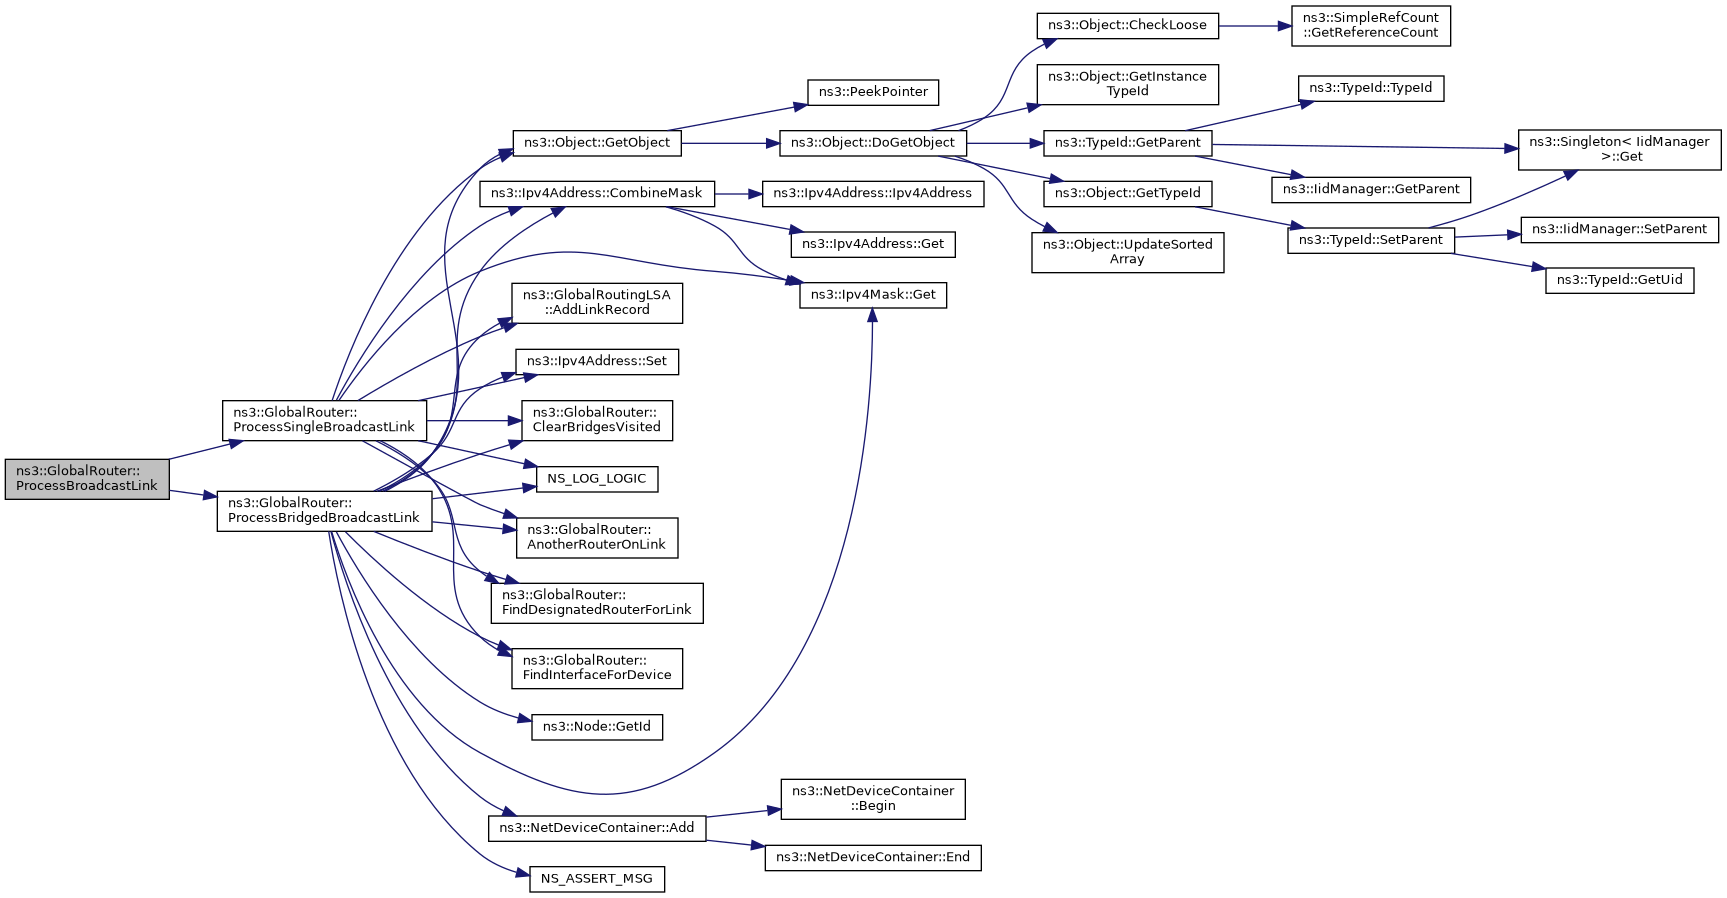 ns3::GlobalRouter::
ProcessBroadcastLink
ns3::GlobalRouter::
ProcessSingleBroadcastLink
ns3::GlobalRouter::
ProcessBridgedBroadcastLink
ns3::Object::GetObject
ns3::Ipv4Address::CombineMask
ns3::GlobalRoutingLSA
::AddLinkRecord
ns3::Ipv4Address::Set
ns3::GlobalRouter::
ClearBridgesVisited
NS_LOG_LOGIC
ns3::GlobalRouter::
AnotherRouterOnLink
ns3::GlobalRouter::
FindDesignatedRouterForLink
ns3::GlobalRouter::
FindInterfaceForDevice
ns3::Node::GetId
ns3::NetDeviceContainer::Add
NS_ASSERT_MSG
ns3::PeekPointer
ns3::Object::DoGetObject
ns3::Ipv4Address::Ipv4Address
ns3::Ipv4Address::Get
ns3::Ipv4Mask::Get
ns3::NetDeviceContainer
::Begin
ns3::NetDeviceContainer::End
ns3::Object::CheckLoose
ns3::Object::GetInstance
TypeId
ns3::TypeId::GetParent
ns3::Object::GetTypeId
ns3::Object::UpdateSorted
Array
ns3::SimpleRefCount
::GetReferenceCount
ns3::TypeId::TypeId
ns3::IidManager::GetParent
ns3::TypeId::SetParent
ns3::Singleton< IidManager
>::Get
ns3::IidManager::SetParent
ns3::TypeId::GetUid